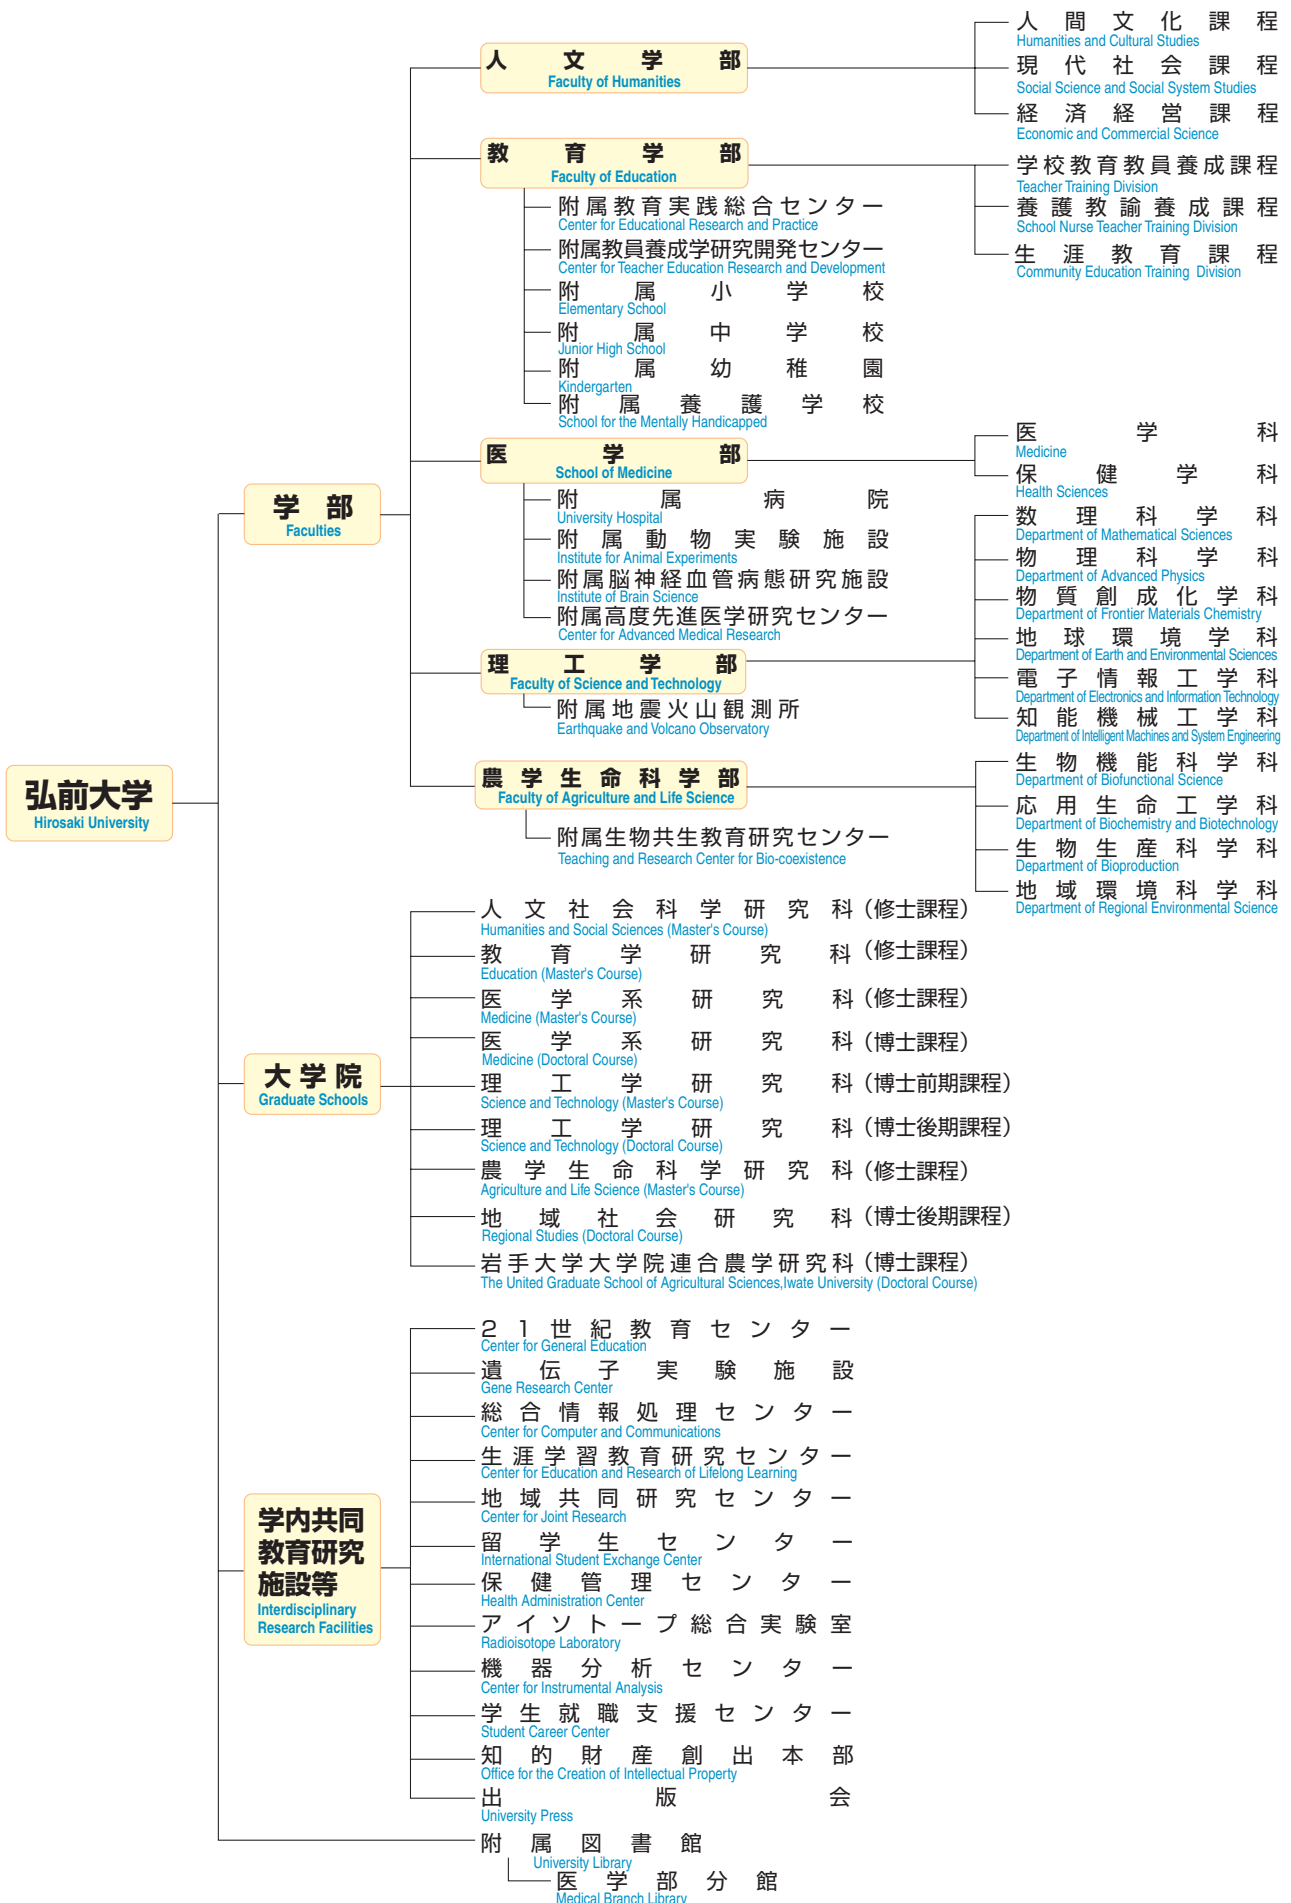 弘前大学
Hirosaki University
学部
Faculties
人文学部
Faculty of Humanities
人間文化課程
Humanities and Cultural Studies
現代社会課程
Social Science and Social System Studies
経済経営課程
Economic and Commercial Science
教育学部
Faculty of Education
学校教育教員養成課程
Teacher Training Division
養護教諭養成課程
School Nurse Teacher Training Division
生涯教育課程
Community Education Training Division
附属教育実践総合センター
Center for Educational Research and Practice
附属教員養成学研究開発センター
Center for Teacher Education Research and Development
附属小学校
Elementary School
附属中学校
Junior High School
附属幼稚園
Kindergarten
附属養護学校
School for the Mentally Handicapped
医学部
School of Medicine
医学科
Medicine
保健学科
Health Sciences
附属病院
University Hospital
附属動物実験施設
Institute for Animal Experiments
附属脳神経血管病態研究施設
Institute of Brain Science
附属高度先進医学研究センター
Center for Advanced Medical Research
理工学部
Faculty of Science and Technology
数理科学科
Department of Mathematical Sciences
物理科学科
Department of Advanced Physics
物質創成化学科
Department of Frontier Materials Chemistry
地球環境学科
Department of Earth and Environmental Sciences
電子情報工学科
Department of Electronics and Information Technology
知能機械工学科
Department of Intelligent Machines and System Engineering
附属地震火山観測所
Earthquake and Volcano Observatory
農学生命科学部
Faculty of Agriculture and Life Science
生物機能科学科
Department of Biofunctional Science
応用生命工学科
Department of Biochemistry and Biotechnology
生物生産科学科
Department of Bioproduction
地域環境科学科
Department of Regional Environmental Science
附属生物共生教育研究センター
Teaching and Research Center for Bio-coexistence
大学院
Graduate Schools
人文社会科学研究科（修士課程）
Humanities and Social Sciences (Master's Course)
教育学研究科（修士課程）
Education (Master's Course)
医学系研究科（修士課程）
Medicine (Master's Course)
医学系研究科（博士課程）
Medicine (Doctoral Course)
理工学研究科（博士前期課程）
Science and Technology (Master's Course)
理工学研究科（博士後期課程）
Science and Technology (Doctoral Course)
農学生命科学研究科（修士課程）
Agriculture and Life Science (Master's Course)
地域社会研究科（博士後期課程）
Regional Studies (Doctoral Course)
岩手大学大学院連合農学研究科（博士課程）
The United Graduate School of Agricultural Sciences,Iwate University (Doctoral Course)
学内共同
教育研究
施設等
Interdisciplinary
Research Facilities
21世紀教育センター
Center for General Education
遺伝子実験施設
Gene Research Center
総合情報処理センター
Center for Computer and Communications
生涯学習教育研究センター
Center for Education and Research of Lifelong Learning
地域共同研究センター
Center for Joint Research
留学生センター
International Student Exchange Center
保健管理センター
Health Administration Center
アイソトープ総合実験室
Radioisotope Laboratory
機器分析センター
Center for Instrumental Analysis
学生就職支援センター
Student Career Center
知的財産創出本部
Office for the Creation of Intellectual Property
出版会
University Press
附属図書館
University Library
医学部分館
Medical Branch Library